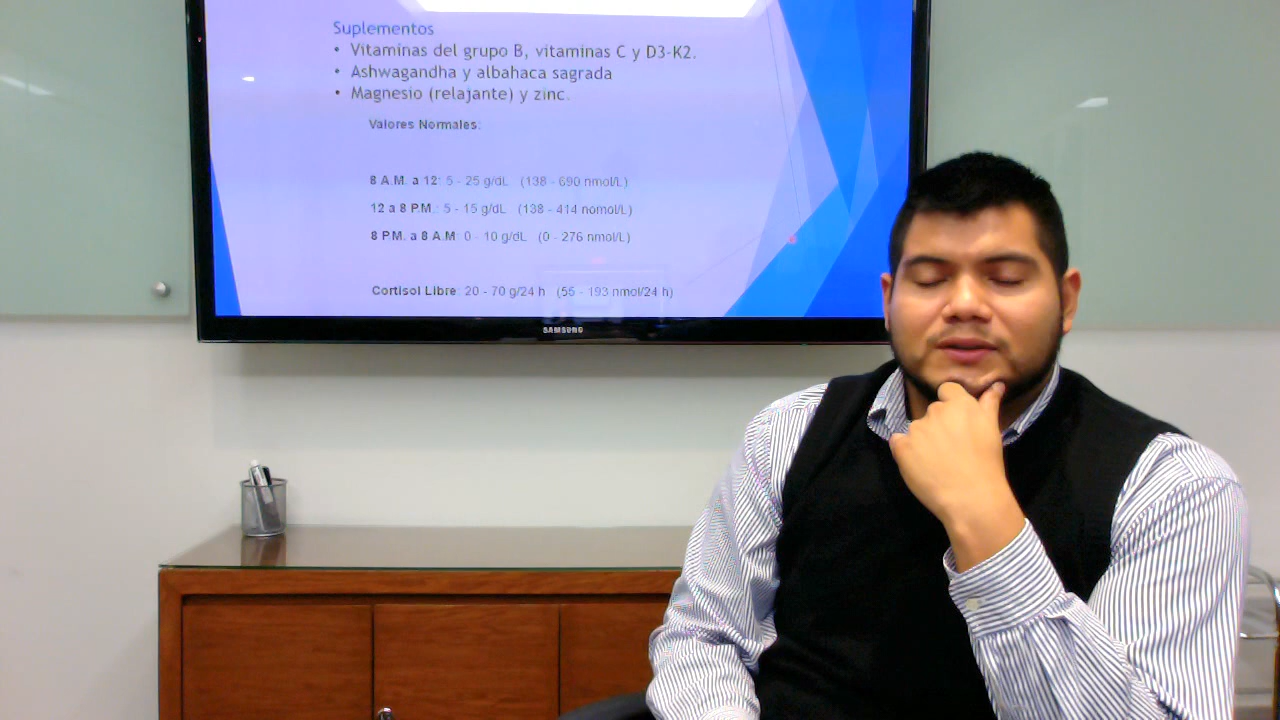 Suplementos
• Vitaminas del grupo B, vitaminas C y D3-K2.
• Ashwagandha y albahaca sagrada
• Magnesio (relajante) y zinc.
Valores Normales:
8 A.M. a 12: 5 - 25 g/dL (138 - 690 nmol/L)
12 a 8 P.M.: 5 - 15 g/dL (138 - 414 nomol/L)
8 P.M. a 8 A.M: 0 - 10 g/dL (0 - 276 nmol/L)
Cortisol Libre: 20 - 70 g/24 h (55 - 193 nmol/24 h)
SAMSUNG